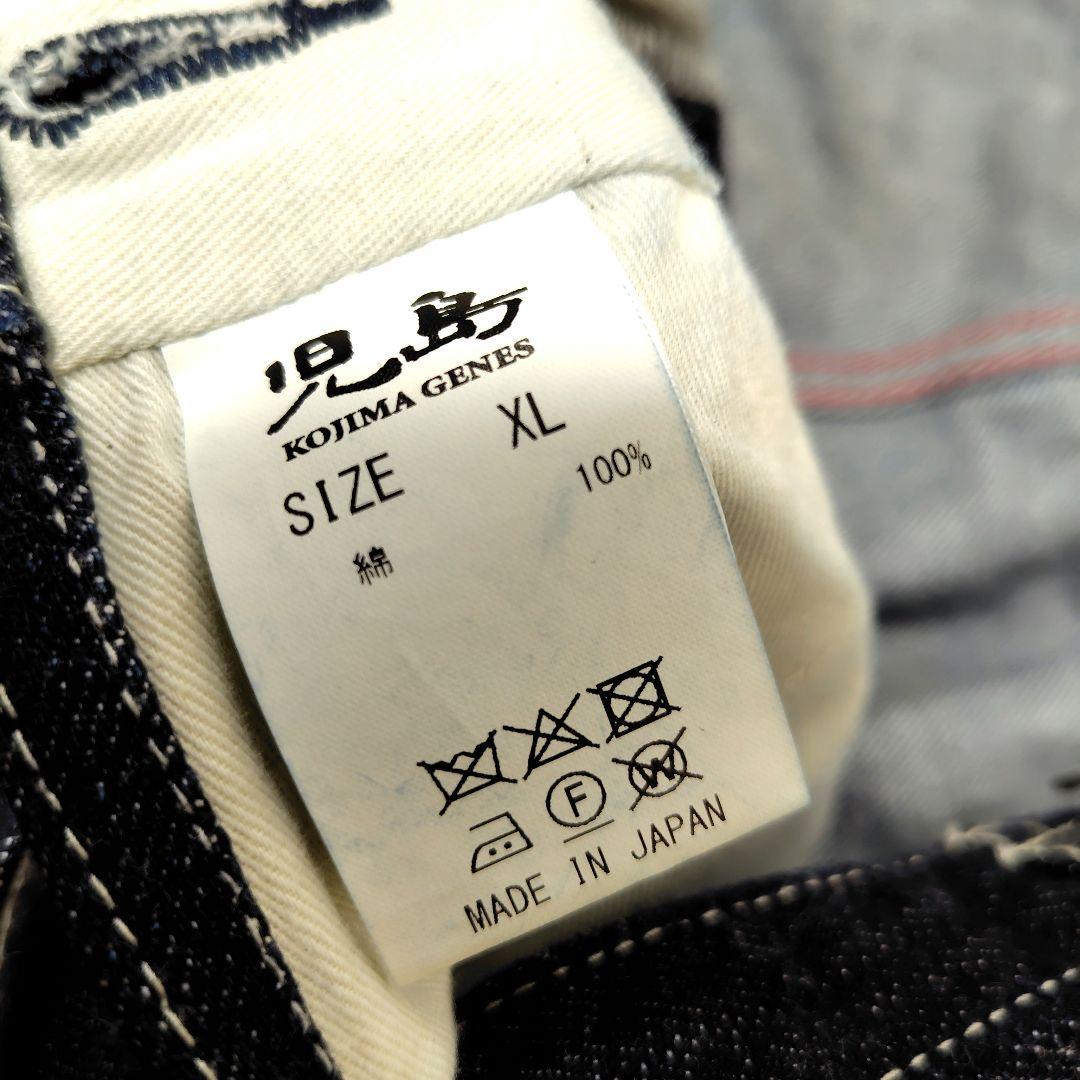 児島
KOJIMA GENES
SIZE XL
綿 100%
F W
MADE IN JAPAN